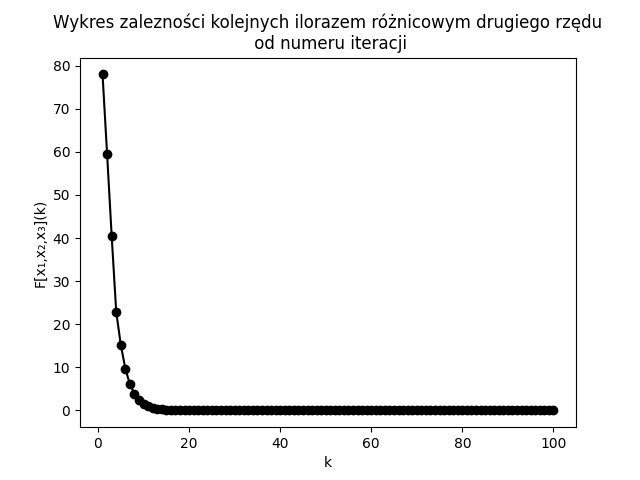 Wykres zalezności kolejnych ilorazem różnicowym drugiego rzędu
od numeru iteracji
80
70
60
50
40
30
20
10
0
F[x₁,x₂,x₃](k)
0 20 40 60 80 100
k